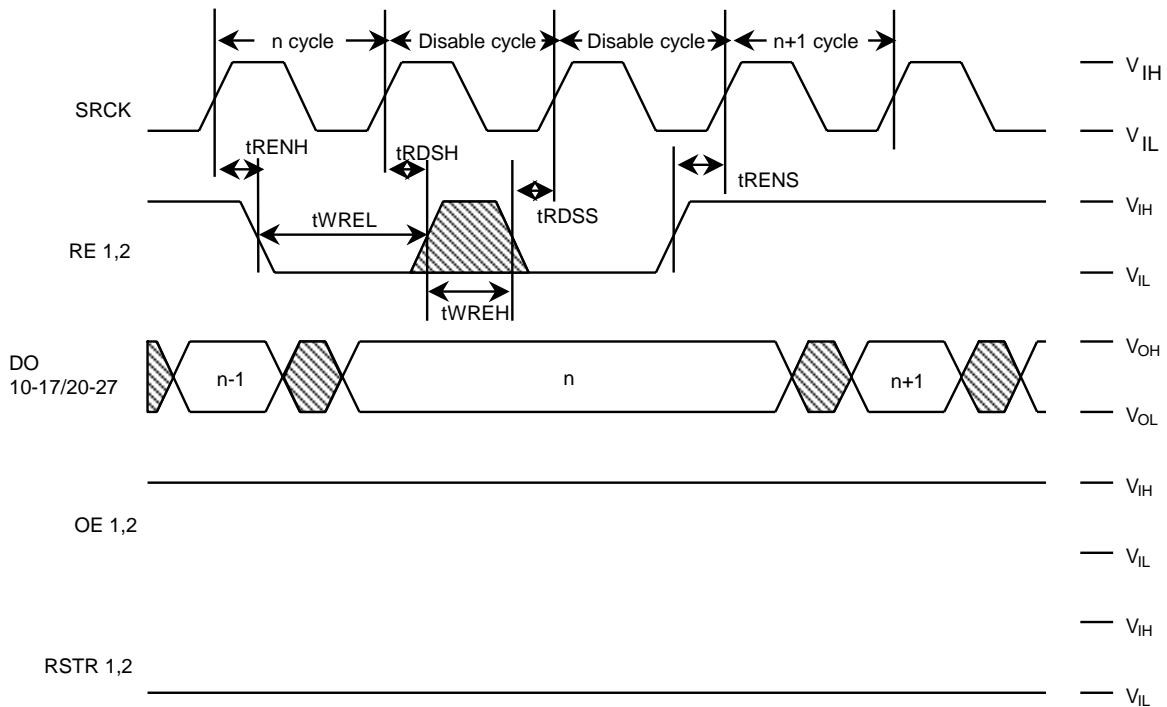 n cycle
Disable cycle
Disable cycle
n+1 cycle
SRCK
VIH
VIL
tRENH
tRDSH
tRENS
tRDSS
tWREL
RE 1,2
VIH
VIL
tWREH
DO
10-17/20-27
n-1
n
n+1
VOH
VOL
OE 1,2
VIH
VIL
RSTR 1,2
VIH
VIL